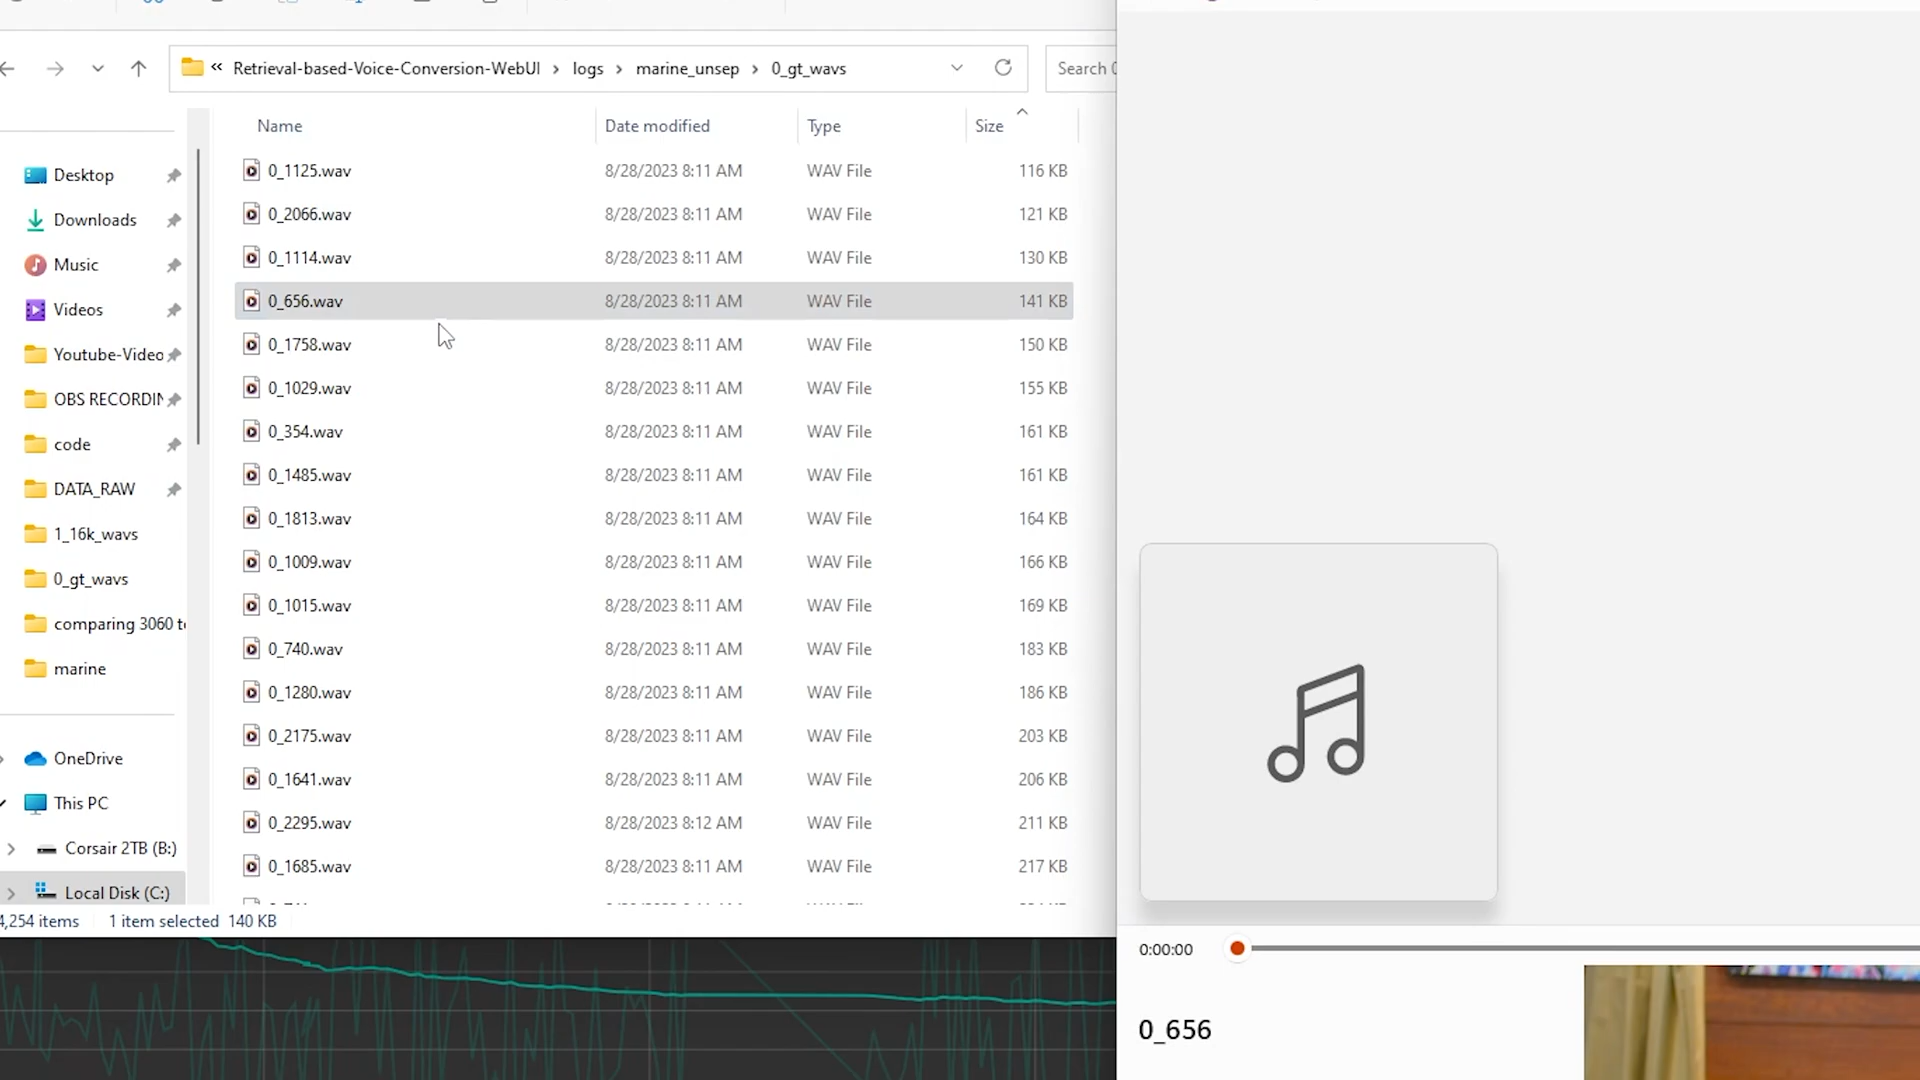 « Retrieval-based-Voice-Conversion-WebUI › logs › marine_unsep › 0_gt_wavs
Search
Name Date modified Type Size
Desktop
Downloads
Music
Videos
Youtube-Video
OBS RECORDIN
code
DATA_RAW
1_16k_wavs
0_gt_wavs
comparing 3060 t
marine
OneDrive
This PC
Corsair 2TB (B:)
Local Disk (C:)
0_1125.wav 8/28/2023 8:11 AM WAV File 116 KB
0_2066.wav 8/28/2023 8:11 AM WAV File 121 KB
0_1114.wav 8/28/2023 8:11 AM WAV File 130 KB
0_656.wav 8/28/2023 8:11 AM WAV File 141 KB
0_1758.wav 8/28/2023 8:11 AM WAV File 150 KB
0_1029.wav 8/28/2023 8:11 AM WAV File 155 KB
0_354.wav 8/28/2023 8:11 AM WAV File 161 KB
0_1485.wav 8/28/2023 8:11 AM WAV File 161 KB
0_1813.wav 8/28/2023 8:11 AM WAV File 164 KB
0_1009.wav 8/28/2023 8:11 AM WAV File 166 KB
0_1015.wav 8/28/2023 8:11 AM WAV File 169 KB
0_740.wav 8/28/2023 8:11 AM WAV File 183 KB
0_1280.wav 8/28/2023 8:11 AM WAV File 186 KB
0_2175.wav 8/28/2023 8:11 AM WAV File 203 KB
0_1641.wav 8/28/2023 8:11 AM WAV File 206 KB
0_2295.wav 8/28/2023 8:12 AM WAV File 211 KB
0_1685.wav 8/28/2023 8:11 AM WAV File 217 KB
4,254 items 1 item selected 140 KB
0:00:00
0_656